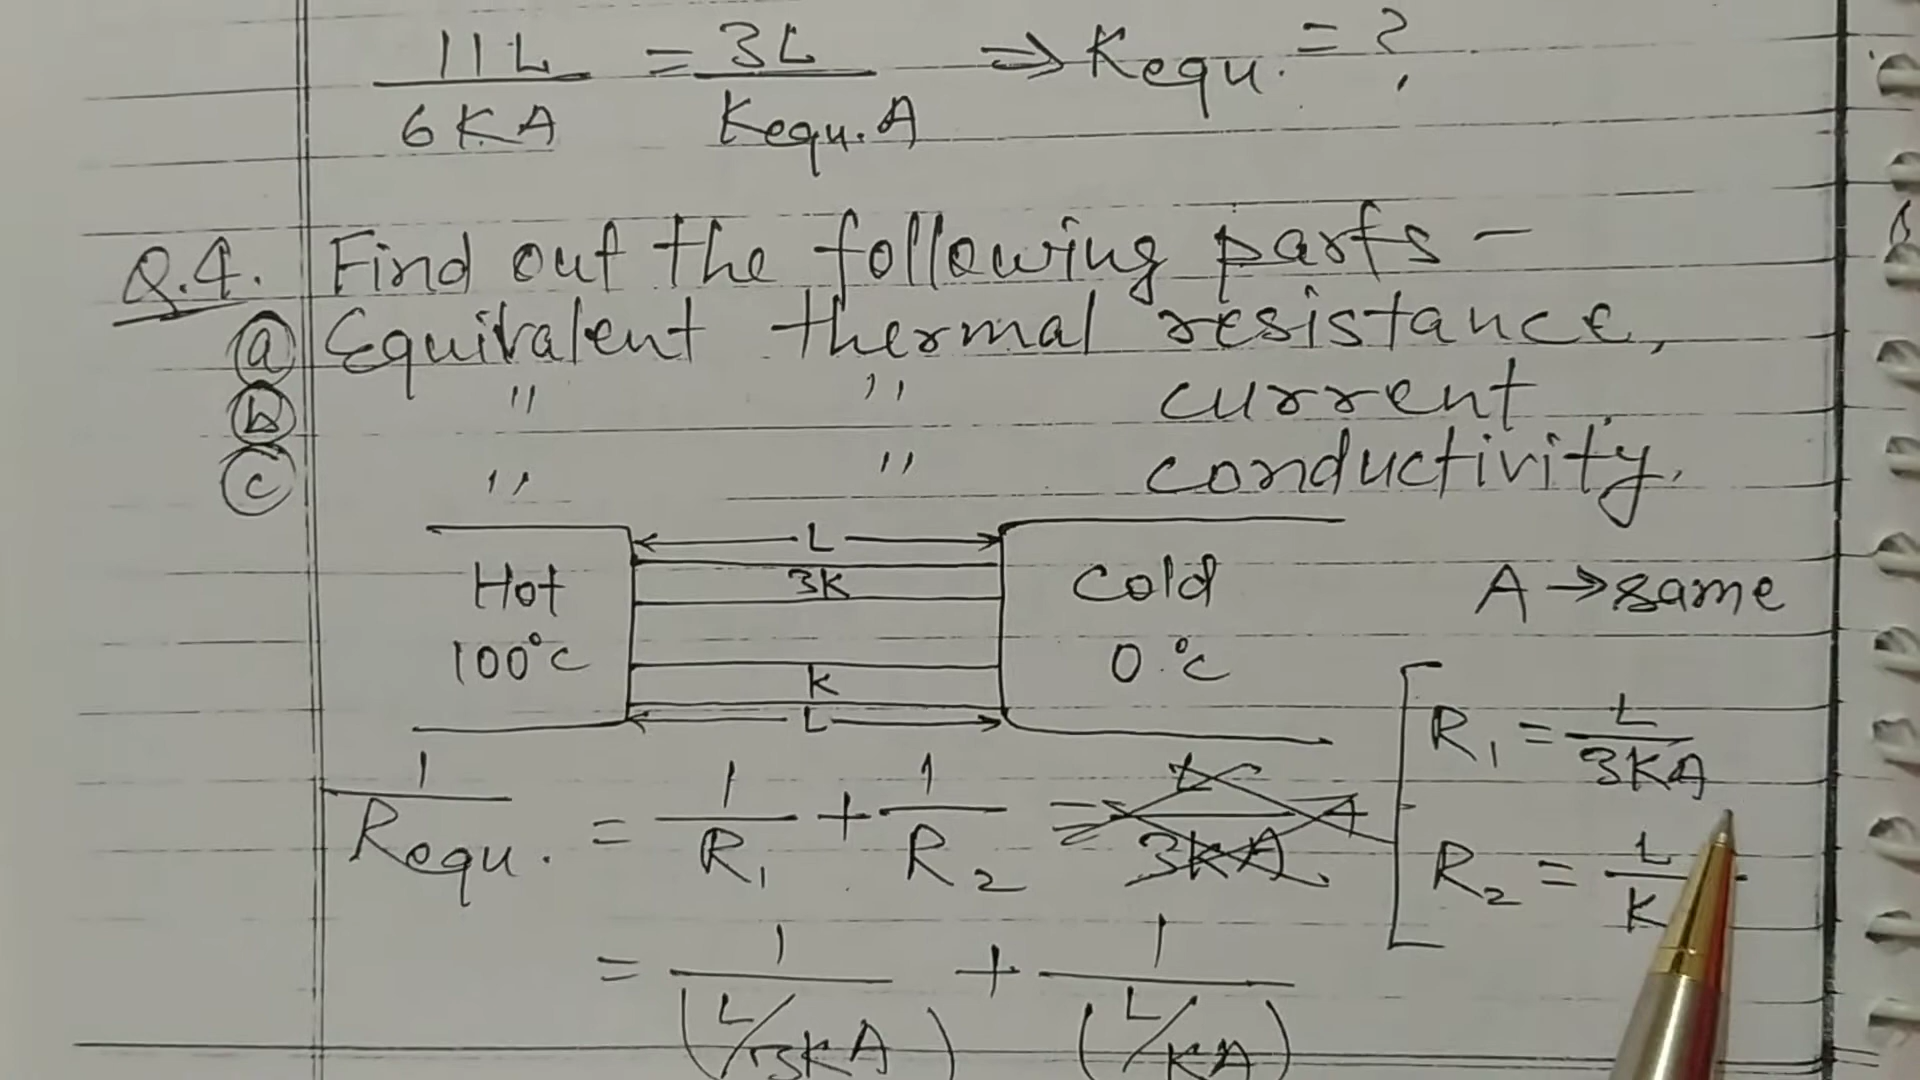 11L / 6KA = 3L / Kequ. A ⇒ Kequ. = ?
Q.4. Find out the following parts -
(a) Equivalent thermal resistance,
(b) " " current
(c) " " conductivity.
L
Hot 3K Cold A → same
100°C 0°C
K
L
R1 = L / 3KA
1 / Requ. = 1 / R1 + 1 / R2 =
R2 = L / K
= 1 / (L/3KA) + 1 / (L/KA)